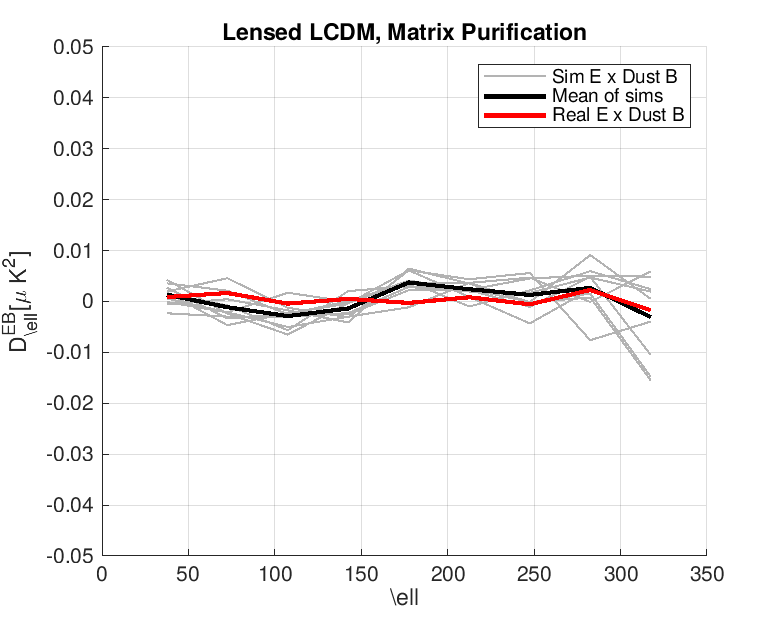 Lensed LCDM, Matrix Purification
0.05
0.04
0.03
0.02
0.01
0
-0.01
-0.02
-0.03
-0.04
-0.05
D^{EB}_{\ell}[μ K^2]
Sim E x Dust B
Mean of sims
Real E x Dust B
0 50 100 150 200 250 300 350
\ell